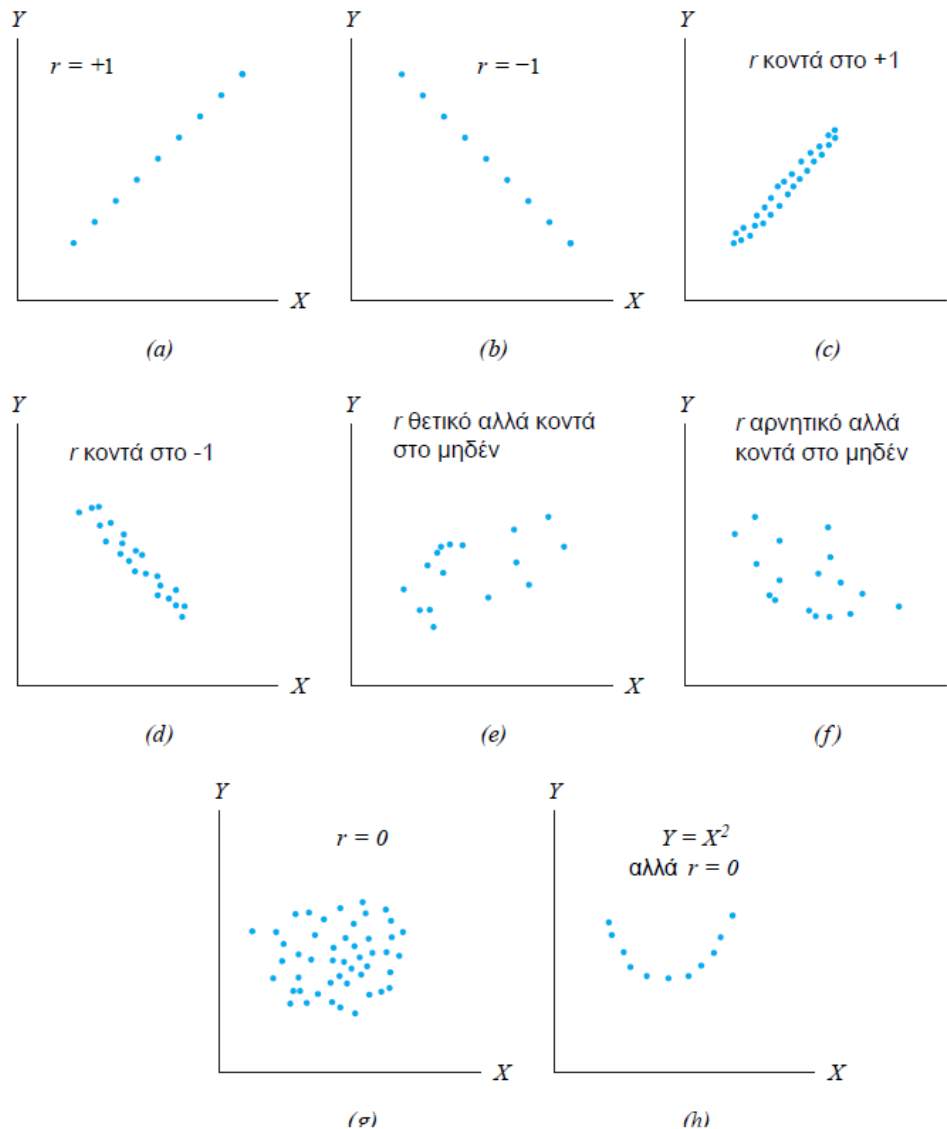 Y
Y
Y
r = +1
r = −1
r κοντά στο +1
X
X
(a)
(b)
(c)
Y
Y
Y
r κοντά στο -1
r θετικό αλλά κοντά
στο μηδέν
r αρνητικό αλλά
κοντά στο μηδέν
X
X
(d)
(e)
(f)
Y
Y
r = 0
Y = X²
αλλά r = 0
X
X
(g)
(h)